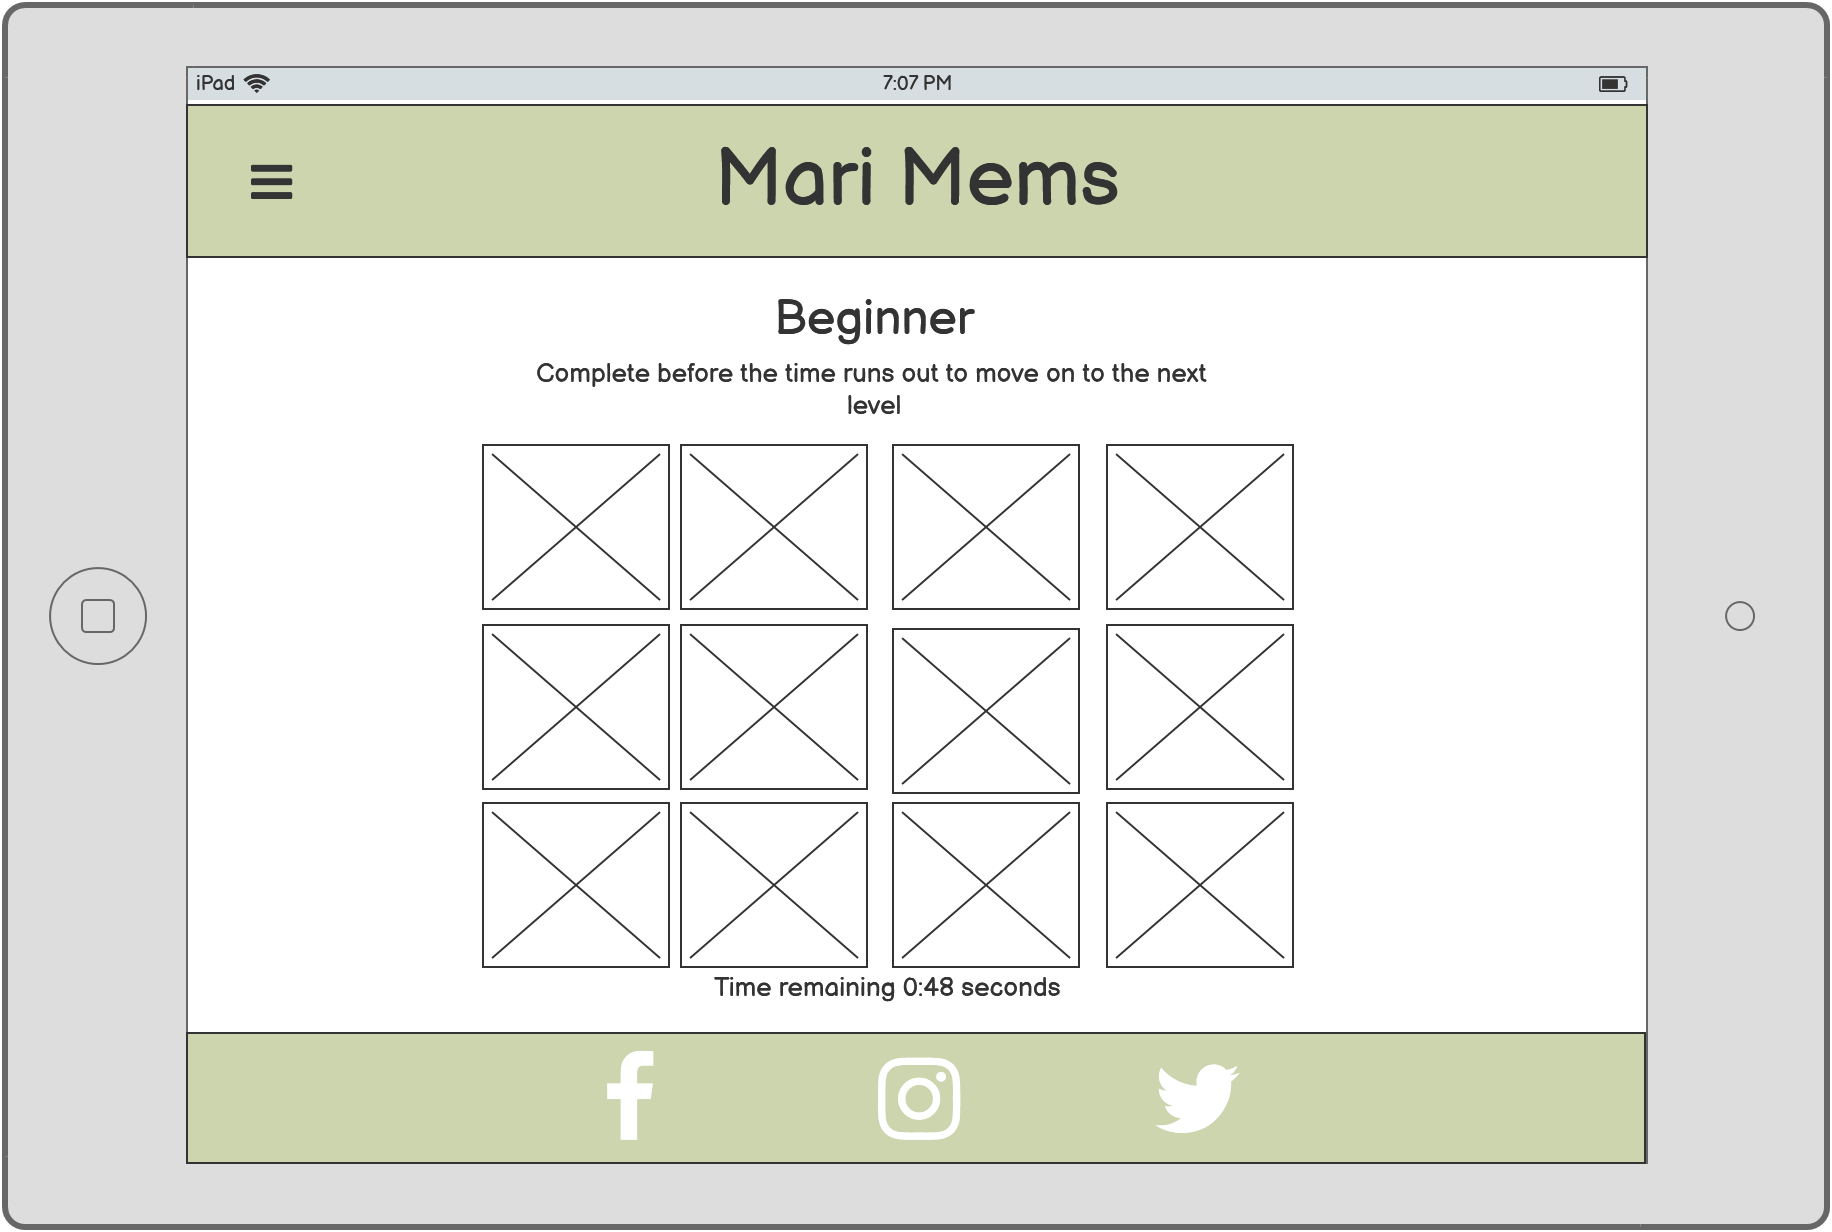 iPad
7:07 PM
Mari Mems
Beginner
Complete before the time runs out to move on to the next
level
Time remaining 0:48 seconds